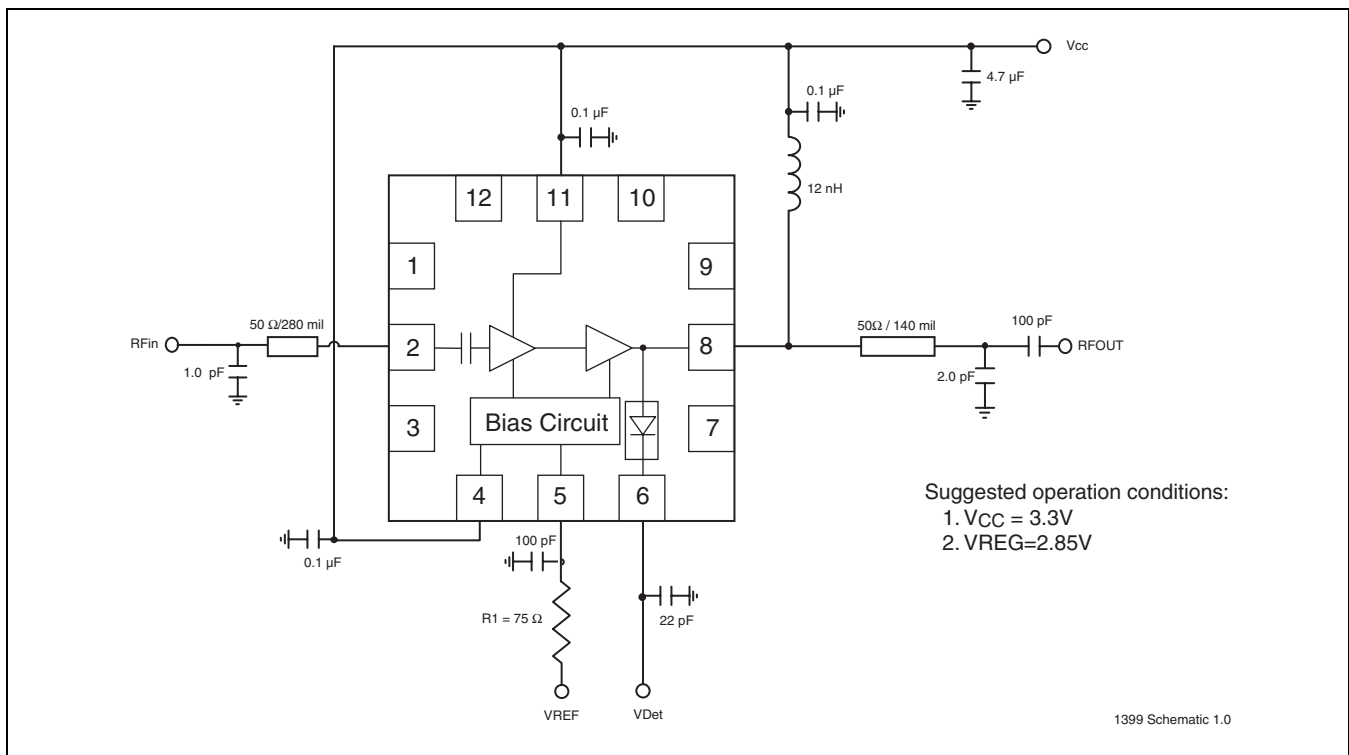 Vcc
4.7 µF
0.1 µF
0.1 µF
12 nH
12
11
10
1
9
50 Ω/280 mil
50Ω / 140 mil
100 pF
RFin
2
8
RFOUT
1.0 pF
2.0 pF
3
Bias Circuit
7
4
5
6
Suggested operation conditions:
1. VCC = 3.3V
2. VREG=2.85V
100 pF
0.1 µF
R1 = 75 Ω
22 pF
VREF
VDet
1399 Schematic 1.0